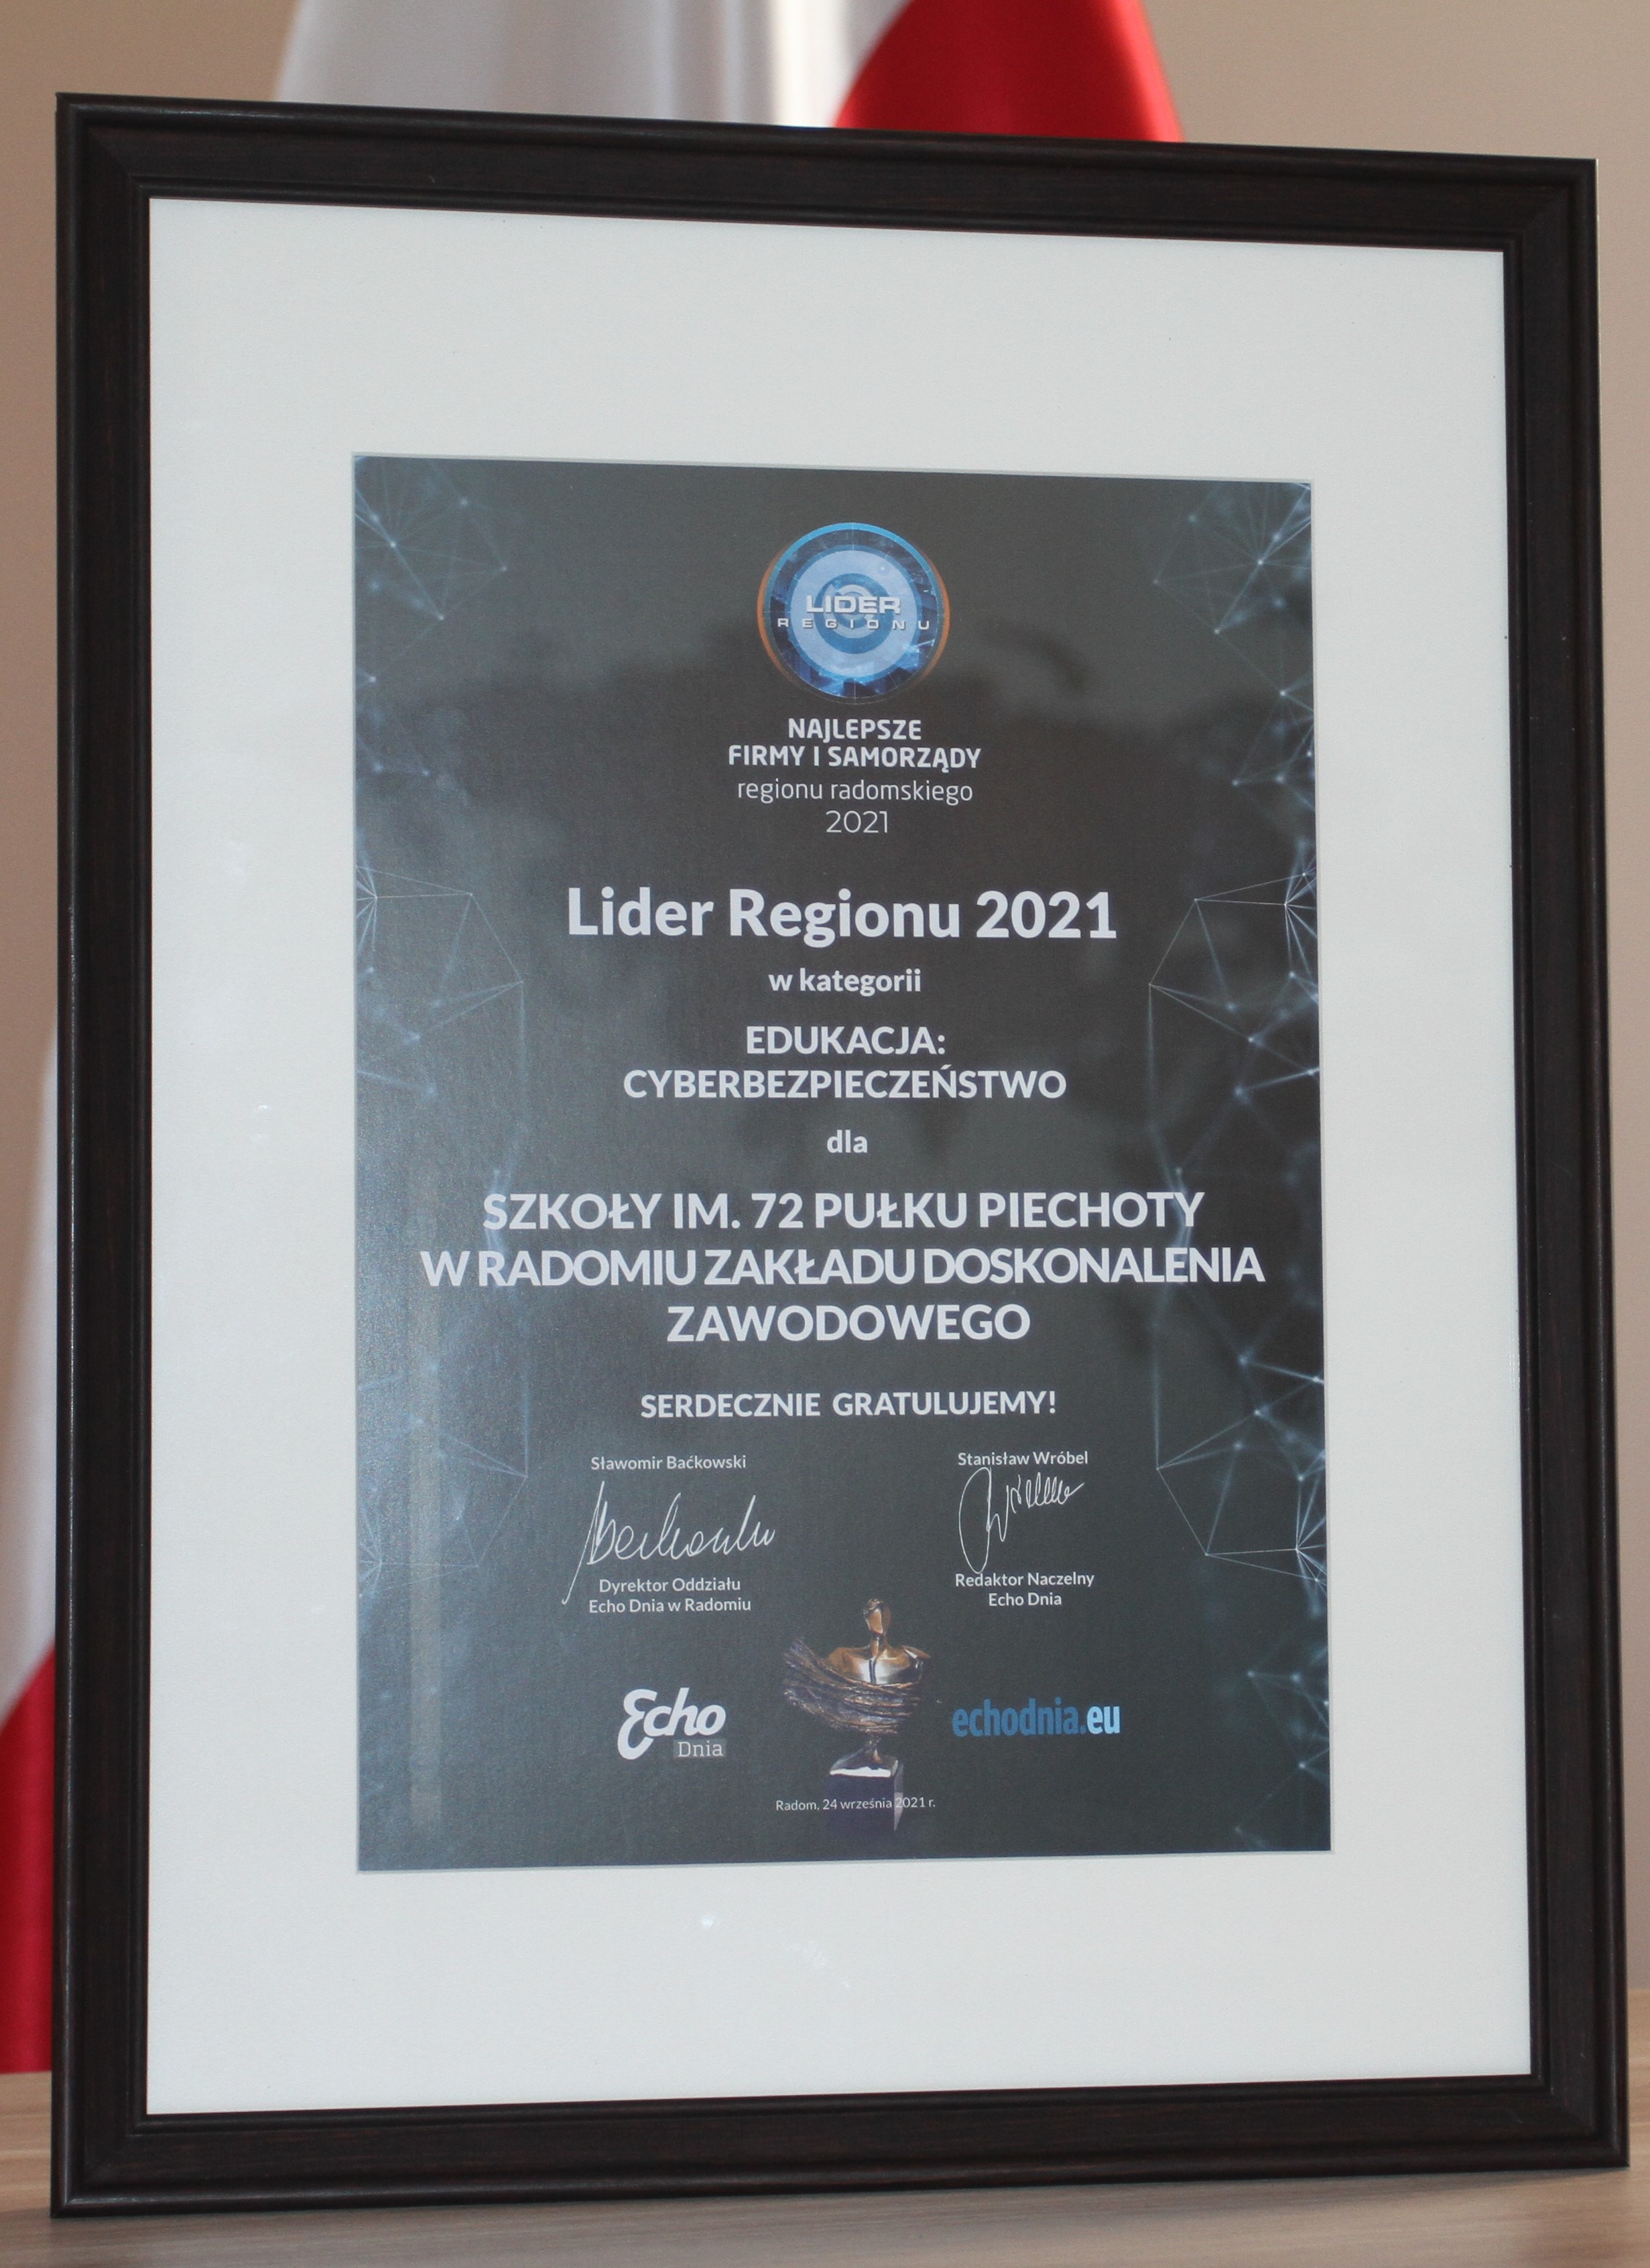 LIDER
REGIONU
NAJLEPSZE
FIRMY I SAMORZĄDY
regionu radomskiego
2021
Lider Regionu 2021
w kategorii
EDUKACJA:
CYBERBEZPIECZEŃSTWO
dla
SZKOŁY IM. 72 PUŁKU PIECHOTY
W RADOMIU ZAKŁADU DOSKONALENIA
ZAWODOWEGO
SERDECZNIE GRATULUJEMY!
Sławomir Baćkowski
Dyrektor Oddziału
Echo Dnia w Radomiu
Stanisław Wróbel
Redaktor Naczelny
Echo Dnia
Echo
Dnia
echodnia.eu
Radom, 24 września 2021 r.